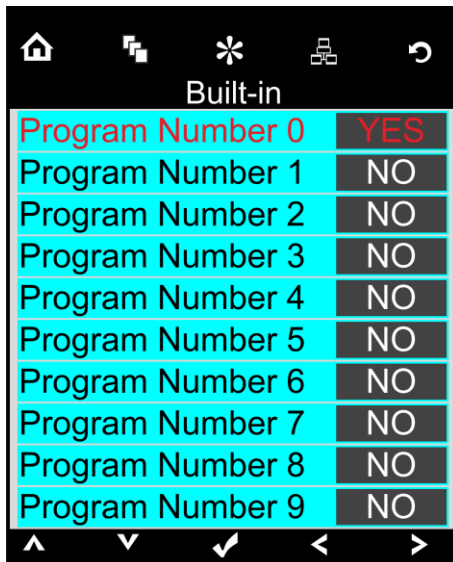 Built-in
Program Number 0 YES
Program Number 1 NO
Program Number 2 NO
Program Number 3 NO
Program Number 4 NO
Program Number 5 NO
Program Number 6 NO
Program Number 7 NO
Program Number 8 NO
Program Number 9 NO